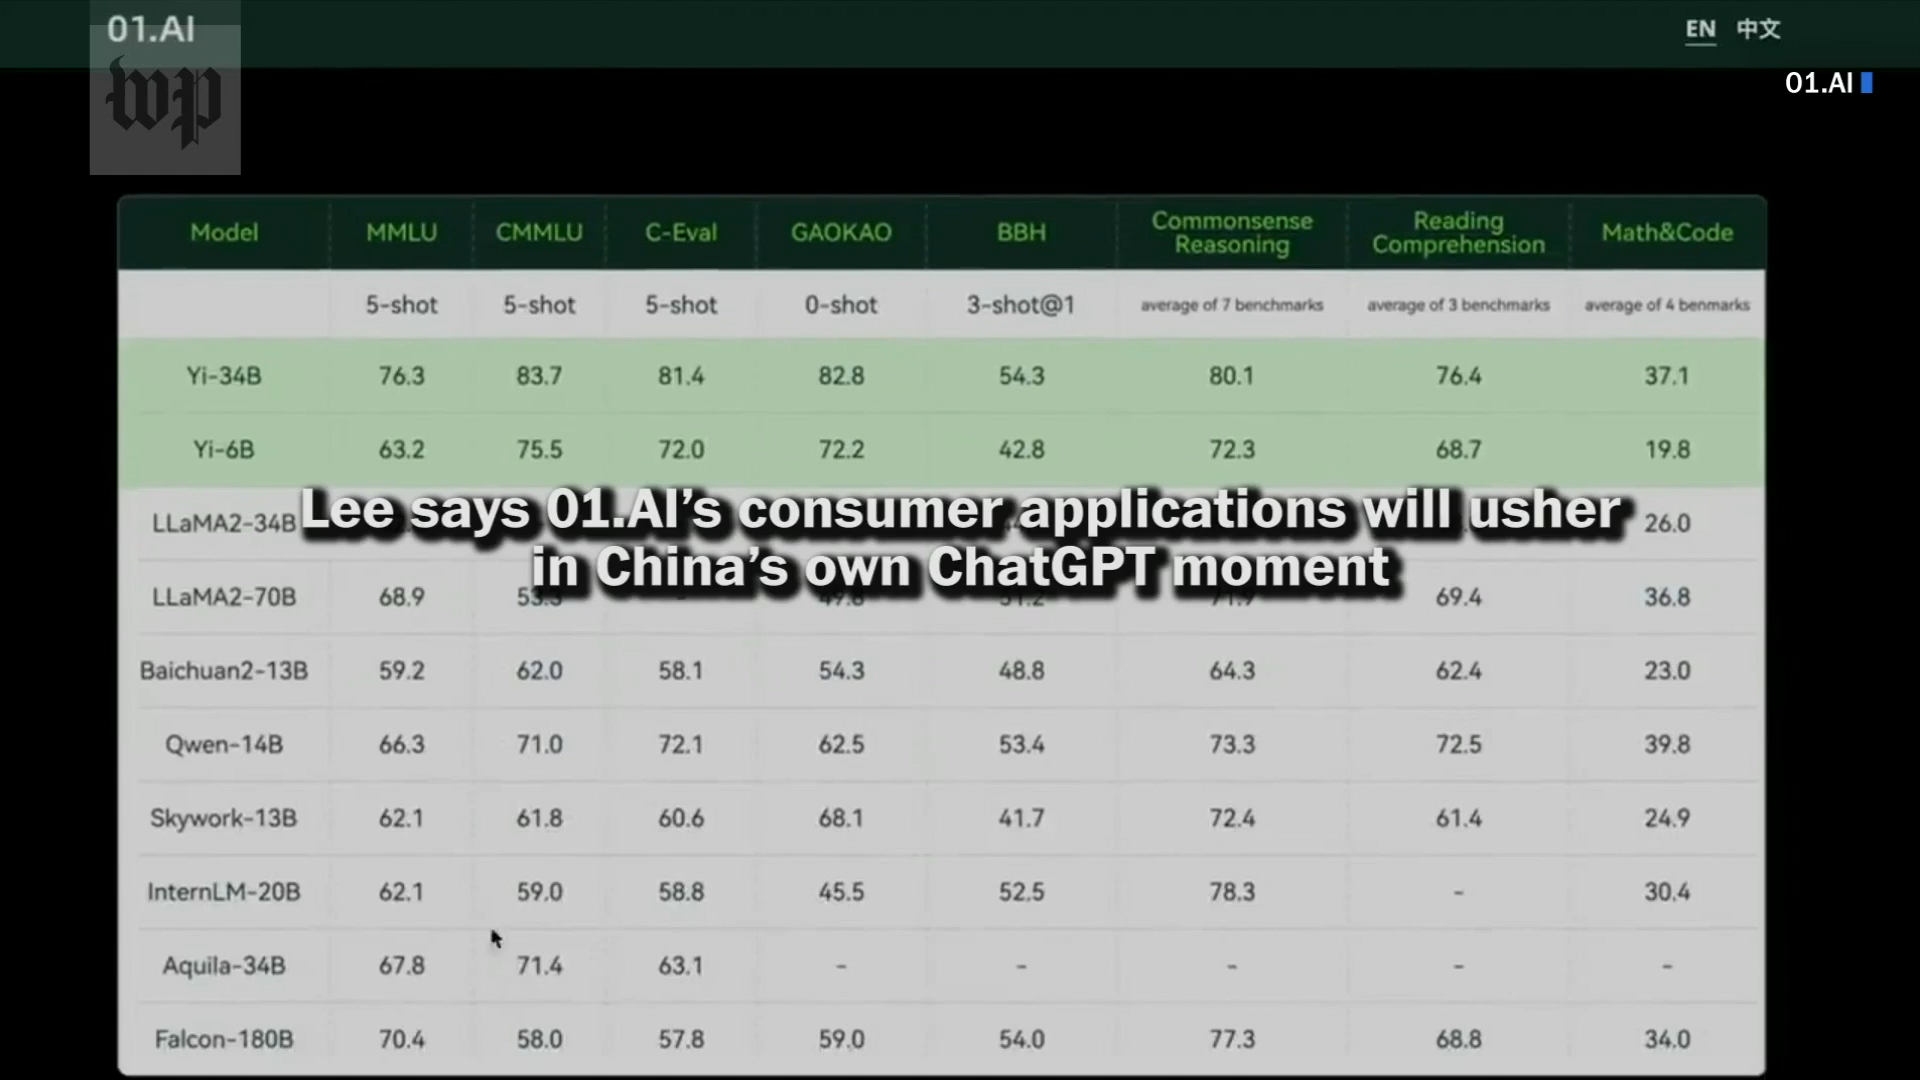 01.AI
EN 中文
wp
01.AI
Model MMLU CMMLU C-Eval GAOKAO BBH Commonsense Reasoning Reading Comprehension Math&Code
5-shot 5-shot 5-shot 0-shot 3-shot@1 average of 7 benchmarks average of 3 benchmarks average of 4 benmarks
Yi-34B 76.3 83.7 81.4 82.8 54.3 80.1 76.4 37.1
Yi-6B 63.2 75.5 72.0 72.2 42.8 72.3 68.7 19.8
LLaMA2-34B 26.0
Lee says 01.AI’s consumer applications will usher
in China’s own ChatGPT moment
LLaMA2-70B 68.9 53.3 - 49.8 51.2 71.9 69.4 36.8
Baichuan2-13B 59.2 62.0 58.1 54.3 48.8 64.3 62.4 23.0
Qwen-14B 66.3 71.0 72.1 62.5 53.4 73.3 72.5 39.8
Skywork-13B 62.1 61.8 60.6 68.1 41.7 72.4 61.4 24.9
InternLM-20B 62.1 59.0 58.8 45.5 52.5 78.3 - 30.4
Aquila-34B 67.8 71.4 63.1 - - - - -
Falcon-180B 70.4 58.0 57.8 59.0 54.0 77.3 68.8 34.0